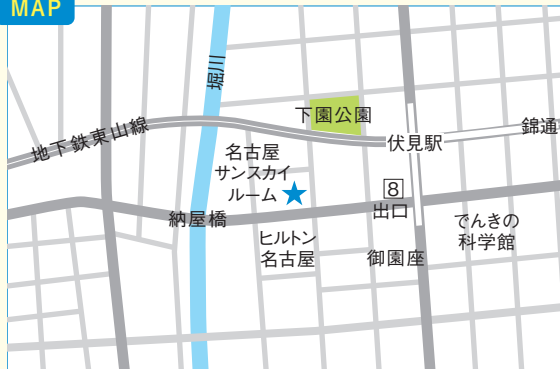 MAP
堀川
下園公園
地下鉄東山線
伏見駅
錦通
名古屋
サンスカイ
ルーム
8
出口
納屋橋
でんきの
科学館
ヒルトン
名古屋
御園座